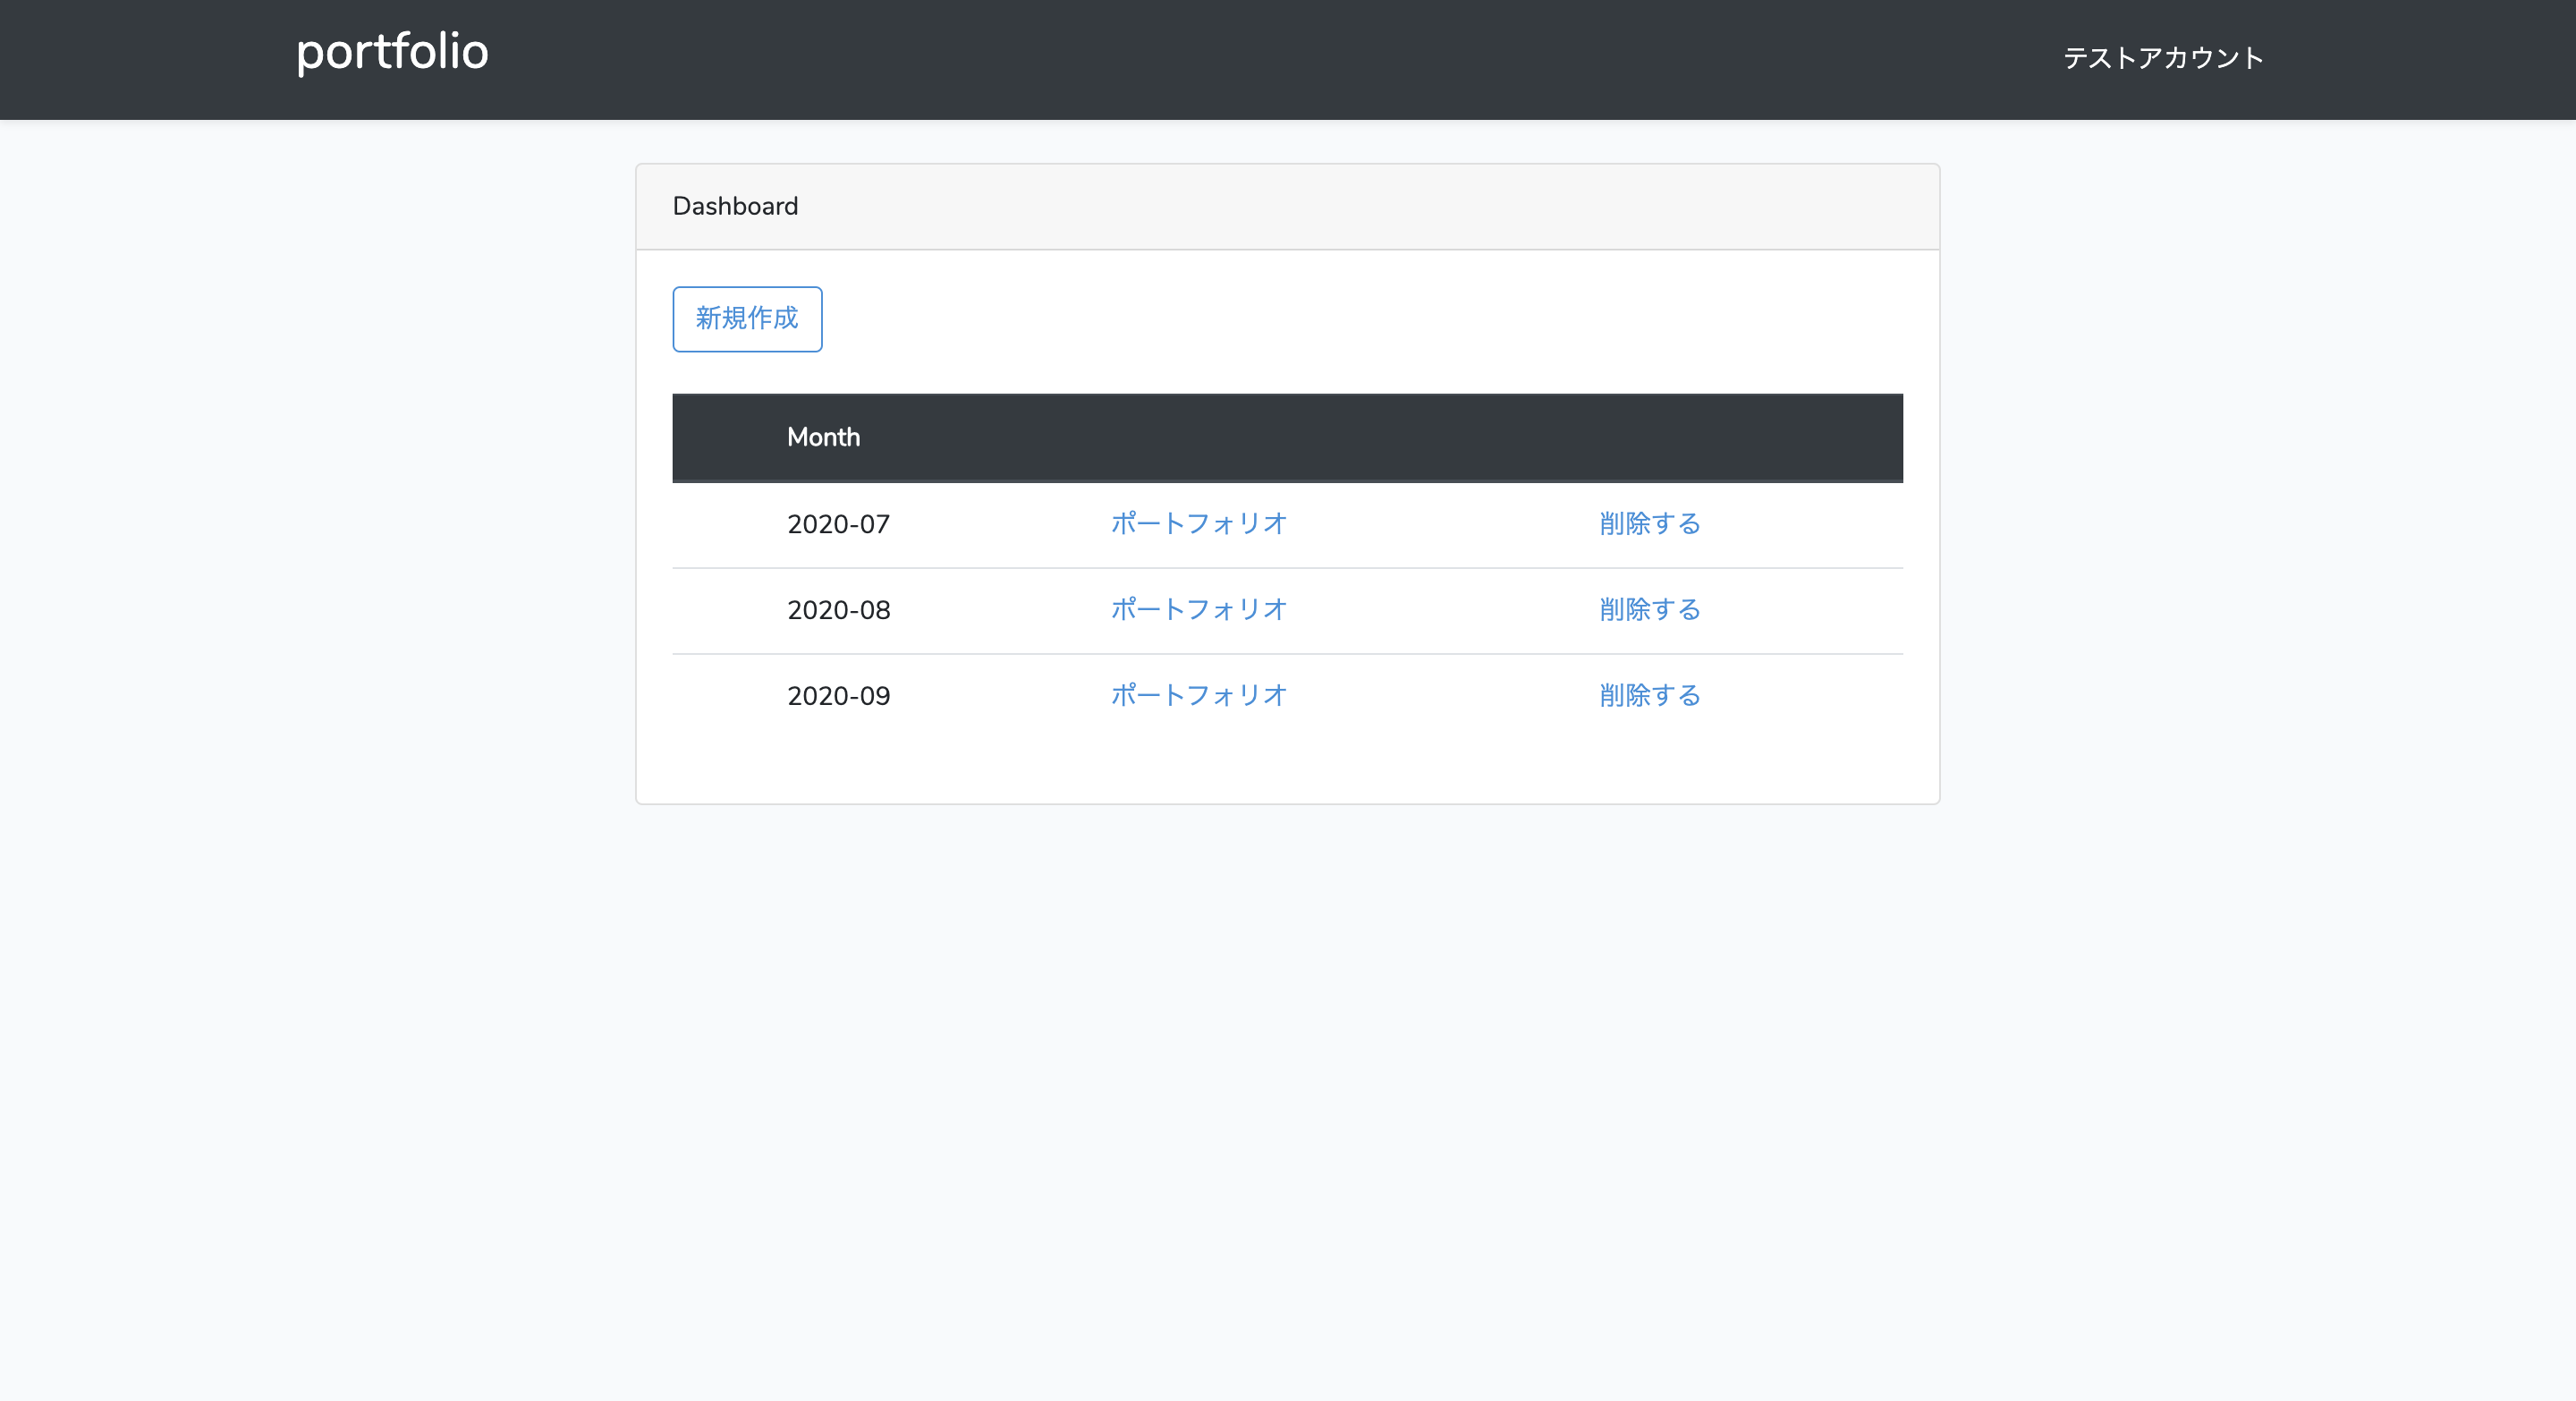 portfolio テストアカウント
Dashboard
新規作成
Month
2020-07 ポートフォリオ 削除する
2020-08 ポートフォリオ 削除する
2020-09 ポートフォリオ 削除する